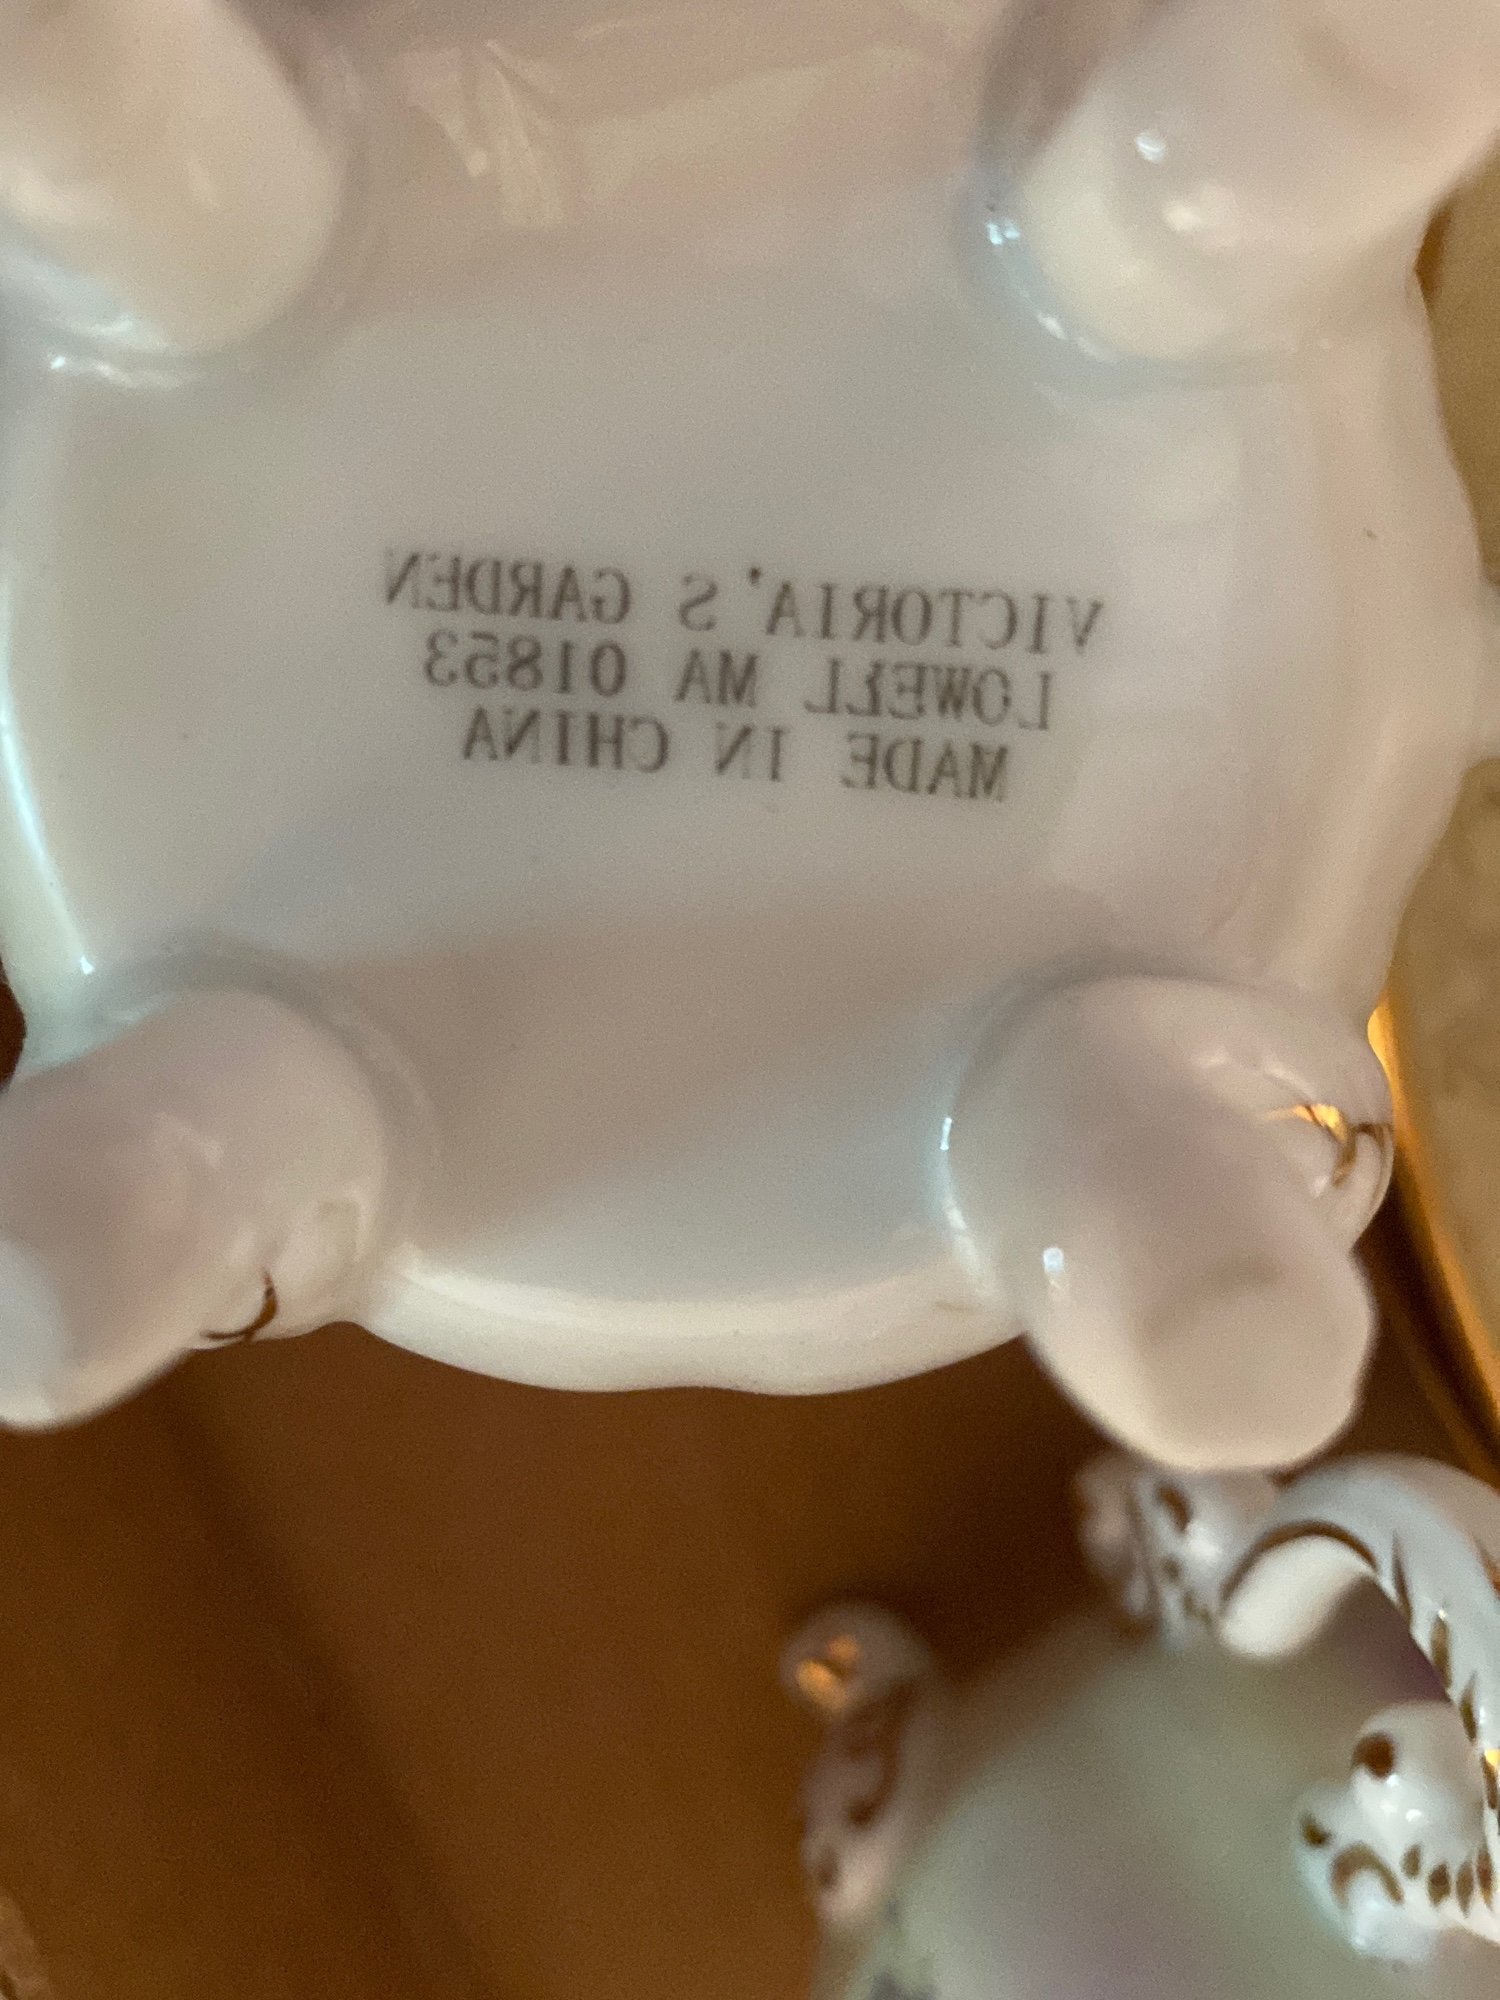 VICTORIA'S GARDEN
LOWELL MA 01853
MADE IN CHINA